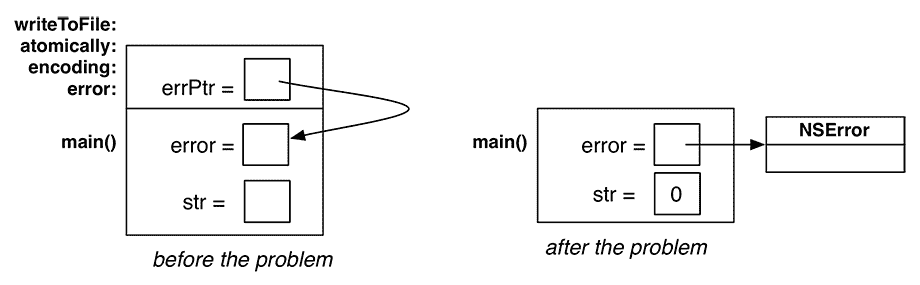 writeToFile:
atomically:
encoding:
error:
errPtr =
main()
error =
str =
before the problem
main()
error =
str = 0
NSError
after the problem